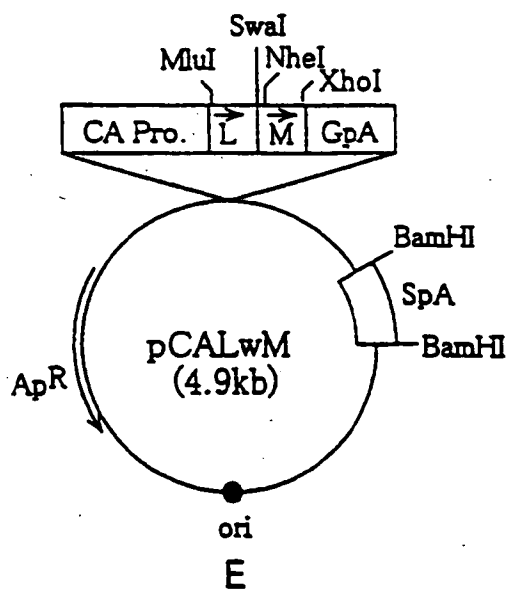 SwaI
MluI
NheI
XhoI
CA Pro.
L
M
GpA
BamHI
SpA
BamHI
pCALwM
(4.9kb)
ApR
ori
E